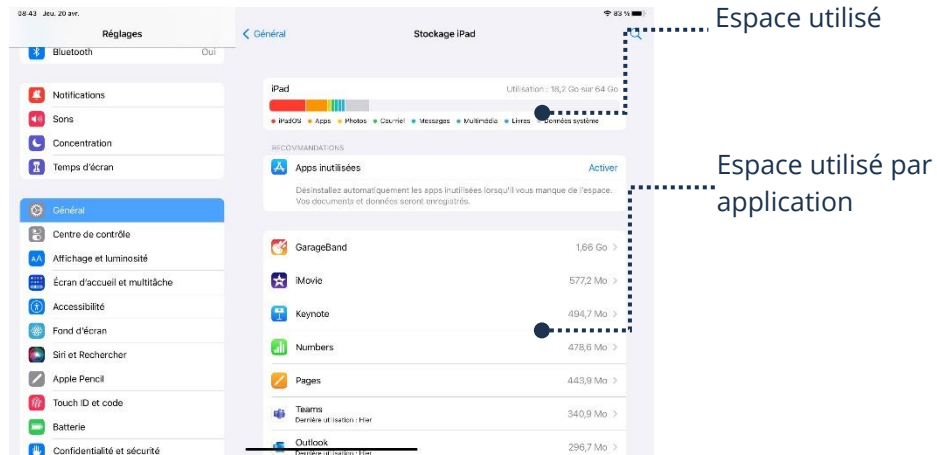 08-43 Jeu. 20 avr.
83 %
Réglages
Bluetooth Oui
Notifications
Sons
Concentration
Temps d'écran
Général
Centre de contrôle
Affichage et luminosité
Écran d'accueil et multitâche
Accessibilité
Fond d'écran
Siri et Rechercher
Apple Pencil
Touch ID et code
Batterie
Confidentialité et sécurité
Général
Stockage iPad
iPad Utilisation : 18,2 Go sur 64 Go
iPadOS Apps Photos Courriel Messages Multimédia Livres Données système
RECOMMANDATIONS
Apps inutilisées Activer
Désinstallez automatiquement les apps inutilisées lorsqu'il vous manque de l'espace.
Vos documents et données seront enregistrés.
GarageBand 1,66 Go
iMovie 577,2 Mo
Keynote 494,7 Mo
Numbers 478,6 Mo
Pages 443,9 Mo
Teams 340,9 Mo
Dernière utilisation : Hier
Outlook 296,7 Mo
Dernière utilisation : Hier
Espace utilisé
Espace utilisé par
application